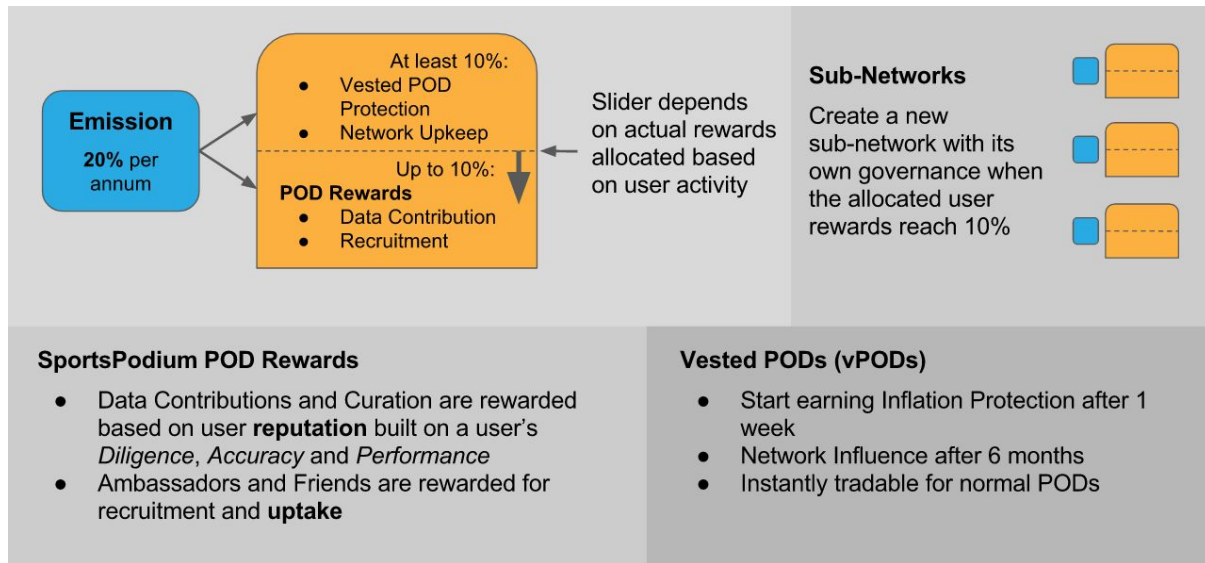 Emission
20% per
annum
At least 10%:
● Vested POD
Protection
● Network Upkeep
Up to 10%:
POD Rewards
● Data Contribution
● Recruitment
Slider depends
on actual rewards
allocated based
on user activity
Sub-Networks
Create a new
sub-network with its
own governance when
the allocated user
rewards reach 10%
SportsPodium POD Rewards
● Data Contributions and Curation are rewarded
based on user reputation built on a user’s
Diligence, Accuracy and Performance
● Ambassadors and Friends are rewarded for
recruitment and uptake
Vested PODs (vPODs)
● Start earning Inflation Protection after 1
week
● Network Influence after 6 months
● Instantly tradable for normal PODs